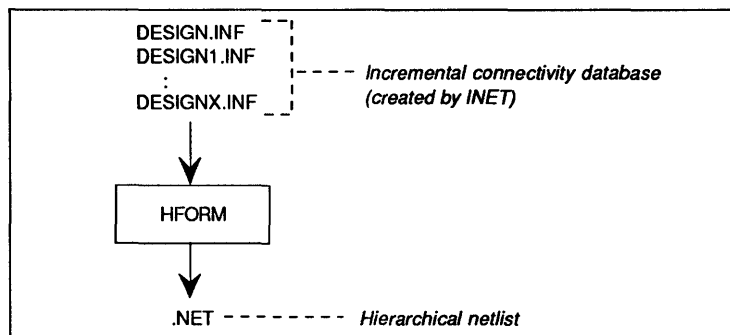 DESIGN.INF
DESIGN1.INF
:
DESIGNX.INF
Incremental connectivity database
(created by INET)
HFORM
.NET
Hierarchical netlist